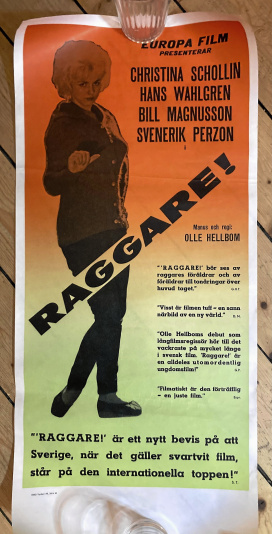 EUROPA FILM
PRESENTERAR
CHRISTINA SCHOLLIN
HANS WAHLGREN
BILL MAGNUSSON
SVENERIK PERZON
i
RAGGARE!
Manus och regi:
OLLE HELLBOM
"'RAGGARE!' bör ses av
raggares föräldrar och av
föräldrar till tonåringar över
huvud taget."
"Visst är filmen tuff – en sann
närbild av en ny värld."
"Olle Hellboms debut som
långfilmsregissör hör till det
vackraste på mycket länge
i svensk film. 'Raggare!' är
en alldeles utomordentlig
ungdomsfilm!"
"Filmatiskt är den förträfflig
– en juste film."
"'RAGGARE!' är ett nytt bevis på att
Sverige, när det gäller svartvit film,
står på den internationella toppen!"